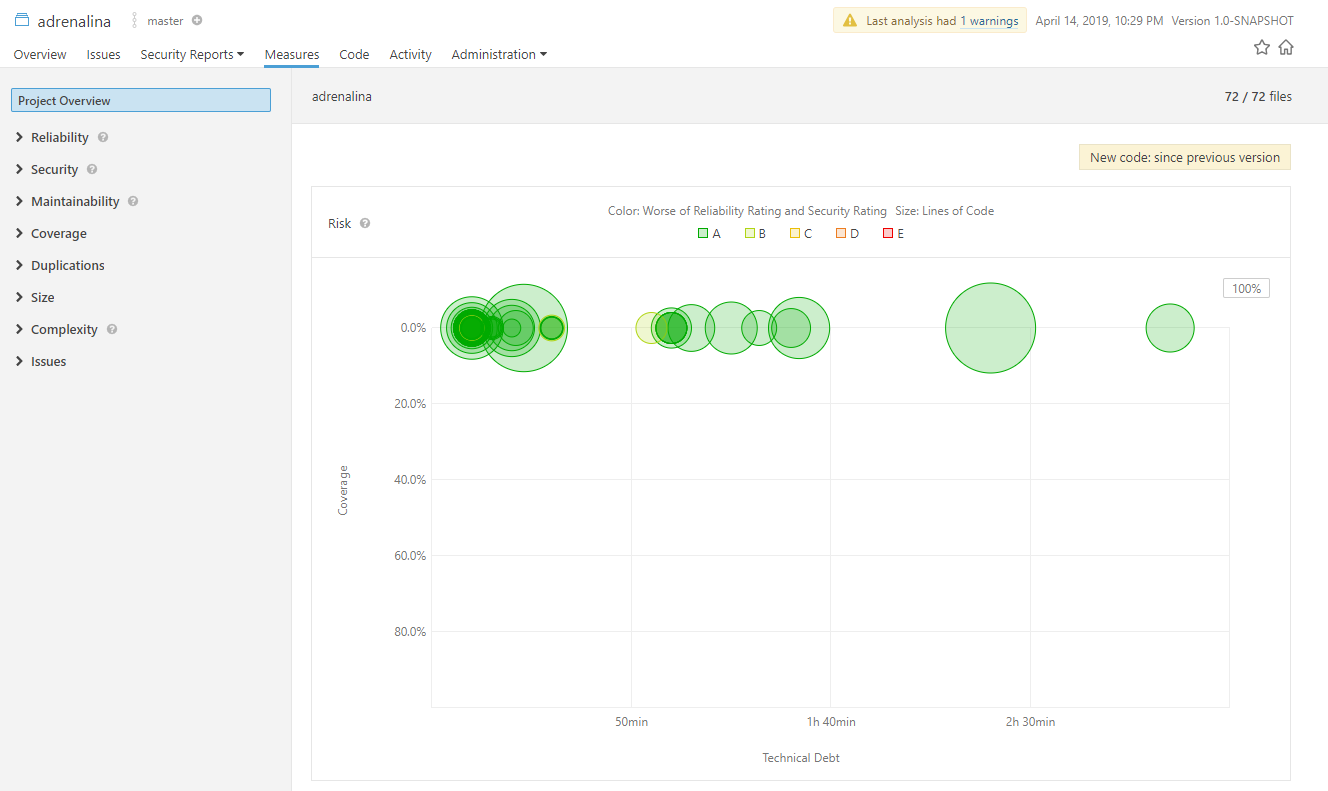 adrenalina master
Last analysis had 1 warnings April 14, 2019, 10:29 PM Version 1.0-SNAPSHOT
Overview Issues Security Reports Measures Code Activity Administration
Project Overview
Reliability
Security
Maintainability
Coverage
Duplications
Size
Complexity
Issues
adrenalina 72 / 72 files
New code: since previous version
Risk
Color: Worse of Reliability Rating and Security Rating Size: Lines of Code
A B C D E
100%
0.0%
20.0%
40.0%
60.0%
80.0%
Coverage
50min 1h 40min 2h 30min
Technical Debt